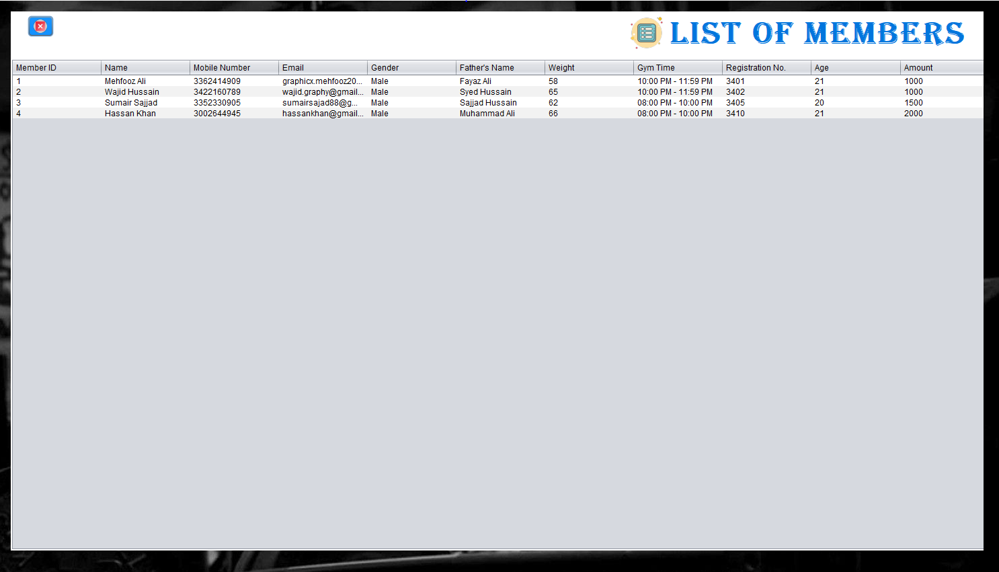 LIST OF MEMBERS
Member ID Name Mobile Number Email Gender Father's Name Weight Gym Time Registration No. Age Amount
1 Mehfooz Ali 3362414909 graphicx.mehfooz20... Male Fayaz Ali 58 10:00 PM - 11:59 PM 3401 21 1000
2 Wajid Hussain 3422160789 wajid.graphy@gmail... Male Syed Hussain 65 10:00 PM - 11:59 PM 3402 21 1000
3 Sumair Sajjad 3352330905 sumairsajad88@g... Male Sajjad Hussain 62 08:00 PM - 10:00 PM 3405 20 1500
4 Hassan Khan 3002644945 hassankhan@gmail... Male Muhammad Ali 66 08:00 PM - 10:00 PM 3410 21 2000